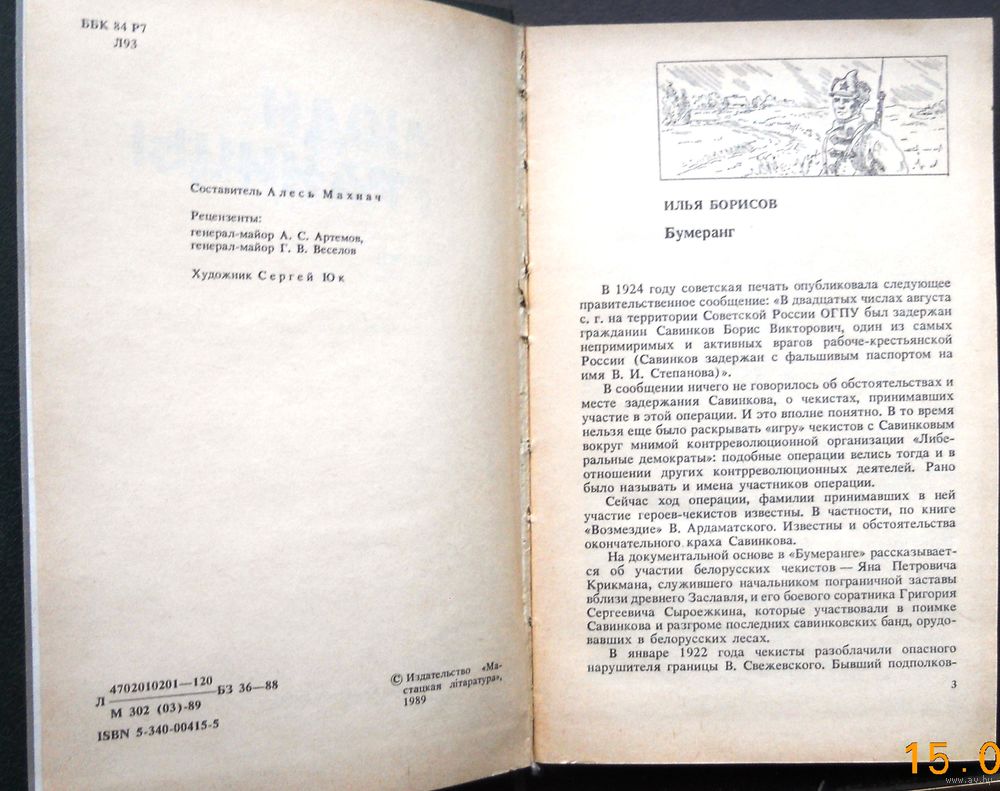 ББК 84 Р7
Л93
Составитель Алесь Махнач
Рецензенты:
генерал-майор А. С. Артемов,
генерал-майор Г. В. Веселов
Художник Сергей Юк
Л 4702010201—120 БЗ 36—88
М 302 (03)-89
ISBN 5-340-00415-5
© Издательство «Ма-
стацкая літаратура»,
1989
ИЛЬЯ БОРИСОВ
Бумеранг
В 1924 году советская печать опубликовала следующее
правительственное сообщение: «В двадцатых числах августа
с. г. на территории Советской России ОГПУ был задержан
гражданин Савинков Борис Викторович, один из самых
непримиримых и активных врагов рабоче-крестьянской
России (Савинков задержан с фальшивым паспортом на
имя В. И. Степанова)».
В сообщении ничего не говорилось об обстоятельствах и
месте задержания Савинкова, о чекистах, принимавших
участие в этой операции. И это вполне понятно. В то время
нельзя еще было раскрывать «игру» чекистов с Савинковым
вокруг мнимой контрреволюционной организации «Либе-
ральные демократы»: подобные операции велись тогда и в
отношении других контрреволюционных деятелей. Рано
было называть и имена участников операции.
Сейчас ход операции, фамилии принимавших в ней
участие героев-чекистов известны. В частности, по книге
«Возмездие» В. Ардаматского. Известны и обстоятельства
окончательного краха Савинкова.
На документальной основе в «Бумеранге» рассказывает-
ся об участии белорусских чекистов — Яна Петровича
Крикмана, служившего начальником пограничной заставы
вблизи древнего Заславля, и его боевого соратника Григория
Сергеевича Сыроежкина, которые участвовали в поимке
Савинкова и разгроме последних савинковских банд, орудо-
вавших в белорусских лесах.
В январе 1922 года чекисты разоблачили опасного
нарушителя границы В. Свежевского. Бывший подполков-
3
15.0
www.ay.by